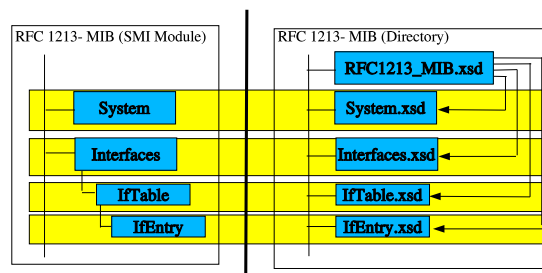 RFC 1213- MIB (SMI Module)
System
Interfaces
IfTable
IfEntry
RFC 1213- MIB (Directory)
RFC1213_MIB.xsd
System.xsd
Interfaces.xsd
IfTable.xsd
IfEntry.xsd